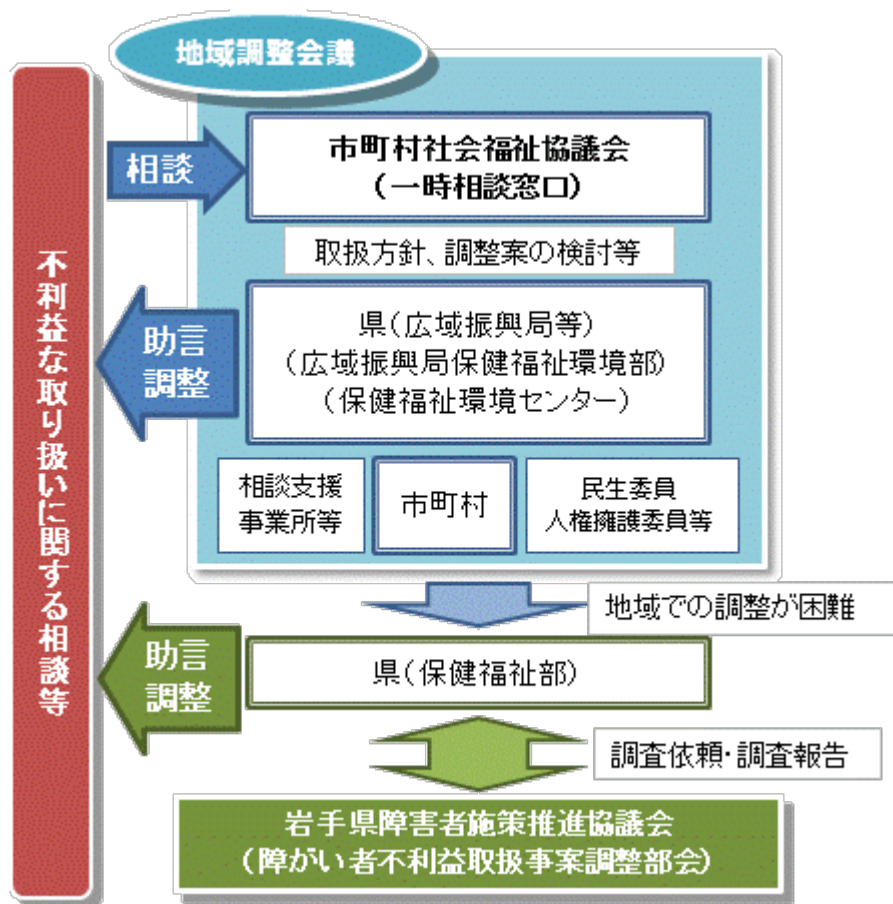 地域調整会議
不利益な取り扱いに関する相談等
相談
市町村社会福祉協議会
（一時相談窓口）
取扱方針、調整案の検討等
助言
調整
県（広域振興局等）
（広域振興局保健福祉環境部）
（保健福祉環境センター）
相談支援
事業所等
市町村
民生委員
人権擁護委員等
地域での調整が困難
助言
調整
県（保健福祉部）
調査依頼・調査報告
岩手県障害者施策推進協議会
（障がい者不利益取扱事案調整部会）